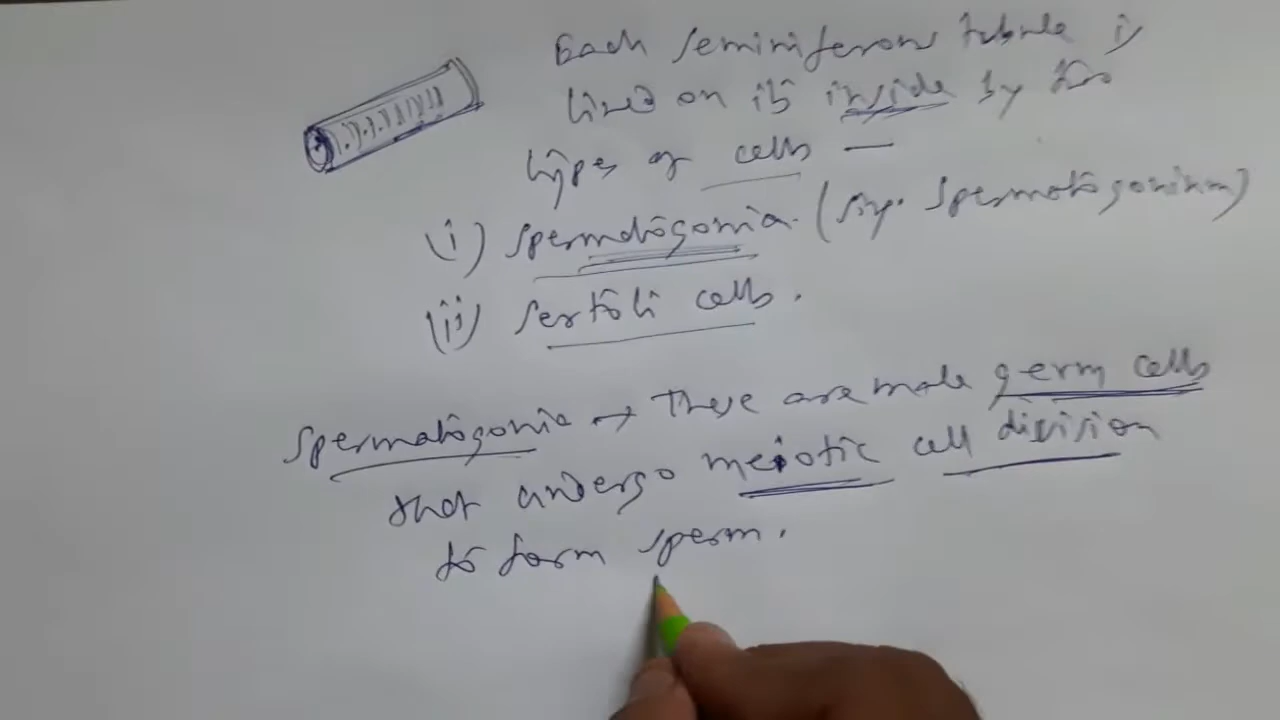 Each seminiferous tubule is
lined on its inside by two
types of cells —
(i) spermatogonia. (sing. spermatogonium)
(ii) sertoli cells.
spermatogonia → These are male germ cells
that undergo meiotic cell division
to form sperm.